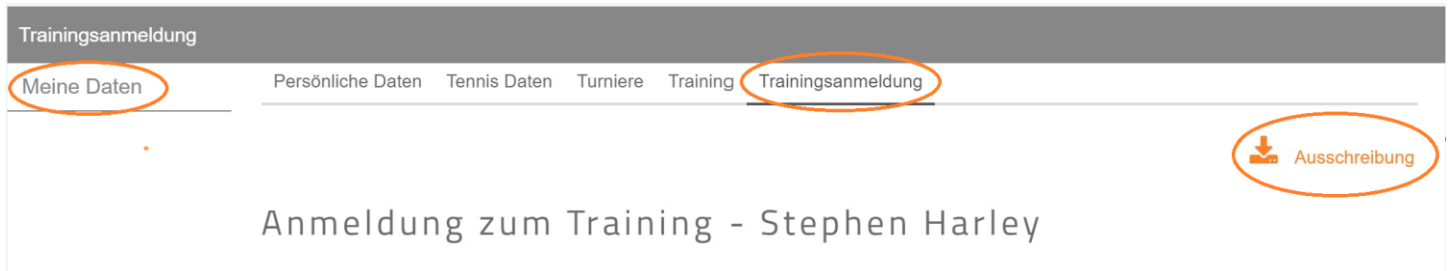 Trainingsanmeldung
Meine Daten
Persönliche Daten Tennis Daten Turniere Training Trainingsanmeldung
Ausschreibung
Anmeldung zum Training - Stephen Harley